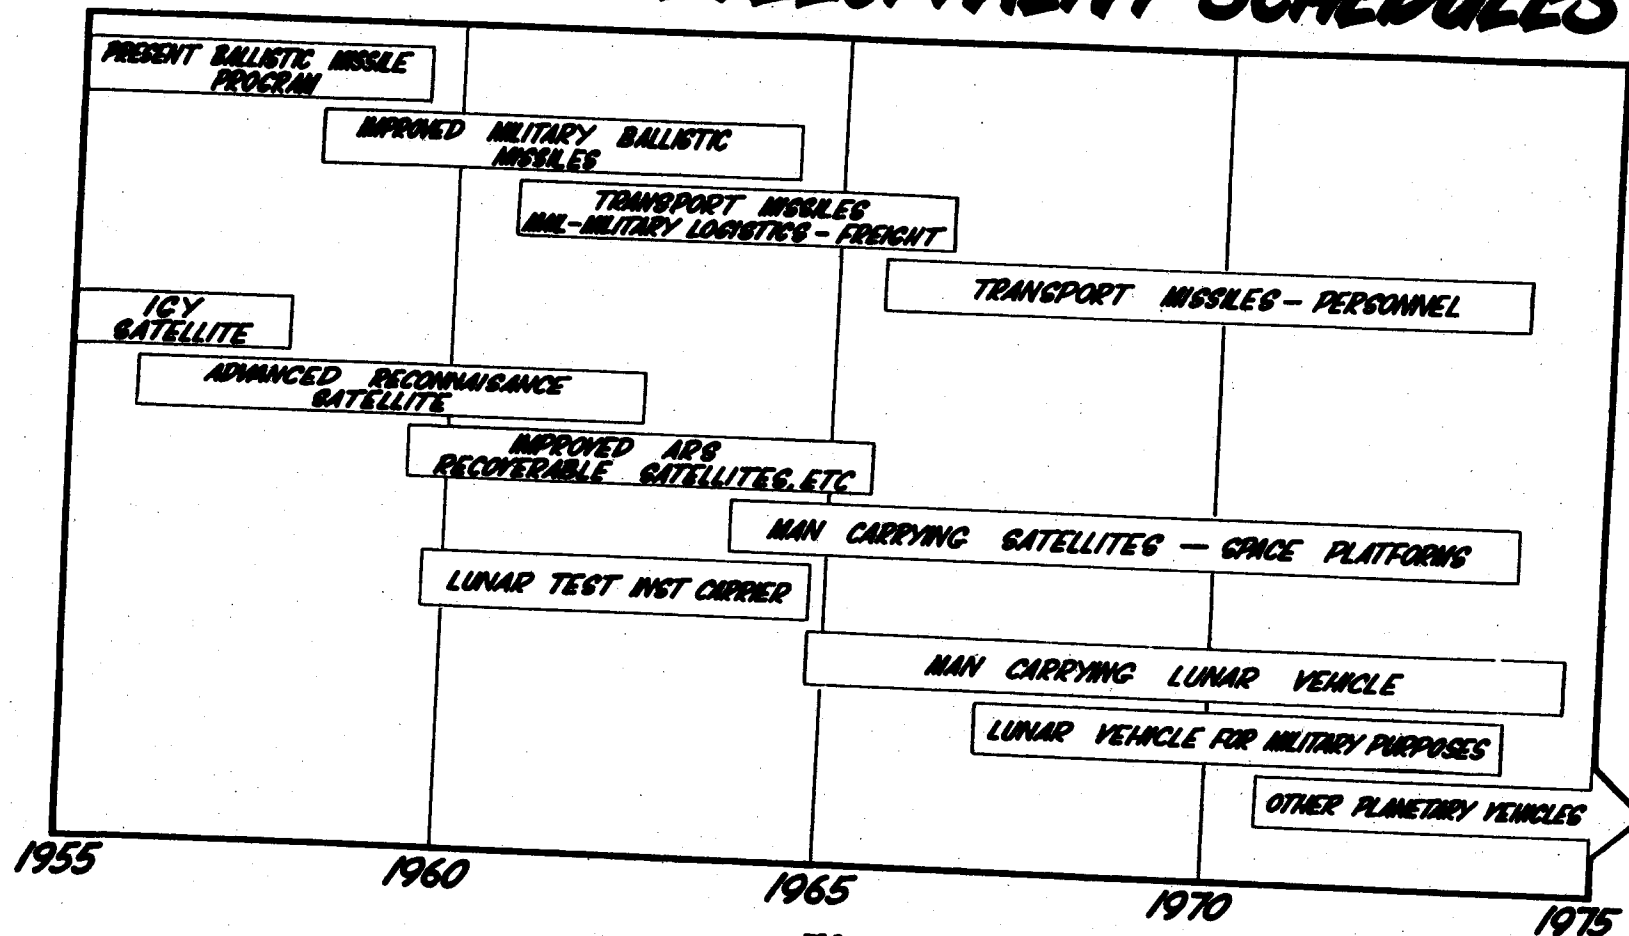 SCHEDULES
PRESENT BALLISTIC MISSILE
PROGRAM
IMPROVED MILITARY BALLISTIC
MISSILES
TRANSPORT MISSILES
MAIL-MILITARY LOGISTICS - FREIGHT
TRANSPORT MISSILES - PERSONNEL
IGY
SATELLITE
ADVANCED RECONNAISANCE
SATELLITE
IMPROVED ARS
RECOVERABLE SATELLITES, ETC
MAN CARRYING SATELLITES — SPACE PLATFORMS
LUNAR TEST INST CARRIER
MAN CARRYING LUNAR VEHICLE
LUNAR VEHICLE FOR MILITARY PURPOSES
OTHER PLANETARY VEHICLES
1955 1960 1965 1970 1975